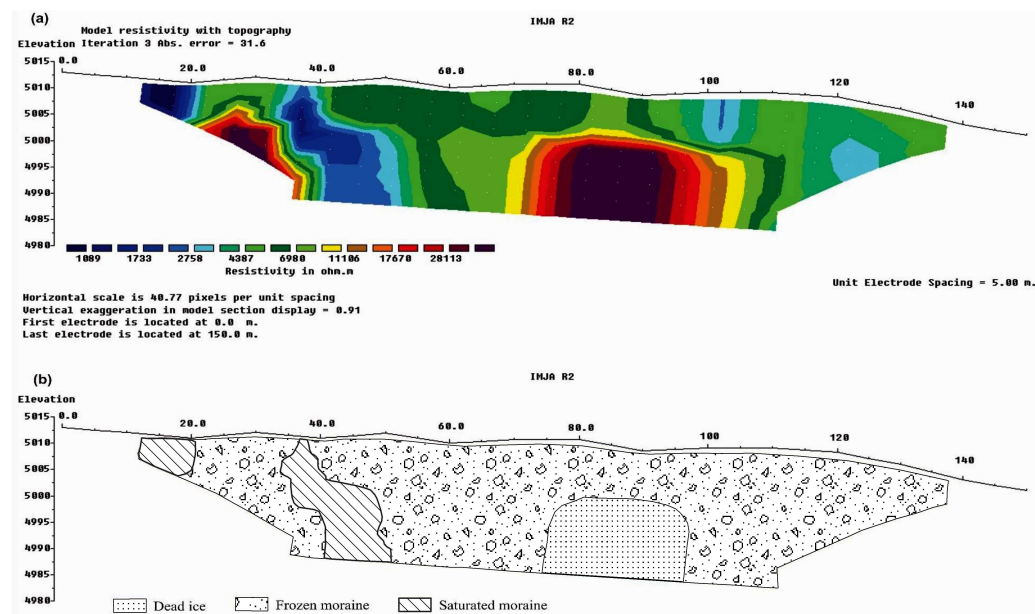 (a)
IMJA R2
Model resistivity with topography
Elevation Iteration 3 Abs. error = 31.6
5015 0.0 20.0 40.0 60.0 80.0 100 120 140
5010
5005
5000
4995
4990
4985
4980
1089 1733 2758 4387 6980 11106 17670 28113
Resistivity in ohm.m
Unit Electrode Spacing = 5.00 m.
Horizontal scale is 40.77 pixels per unit spacing
Vertical exaggeration in model section display = 0.91
First electrode is located at 0.0 m.
Last electrode is located at 150.0 m.
(b)
IMJA R2
Elevation
5015 0.0 20.0 40.0 60.0 80.0 100 120 140
5010
5005
5000
4995
4990
4985
4980
Dead ice Frozen moraine Saturated moraine